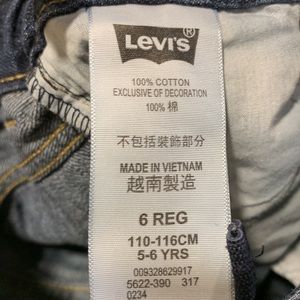 LEVI'S®
100% COTTON
EXCLUSIVE OF DECORATION
100% 棉
不包括裝飾部分
MADE IN VIETNAM
越南製造
6 REG
110-116CM
5-6 YRS
009328629917
5622-390 317
0234